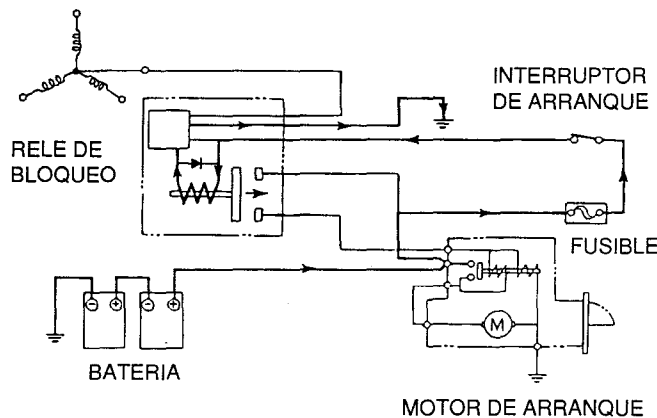 INTERRUPTOR
DE ARRANQUE
RELE DE
BLOQUEO
FUSIBLE
M
BATERIA
MOTOR DE ARRANQUE